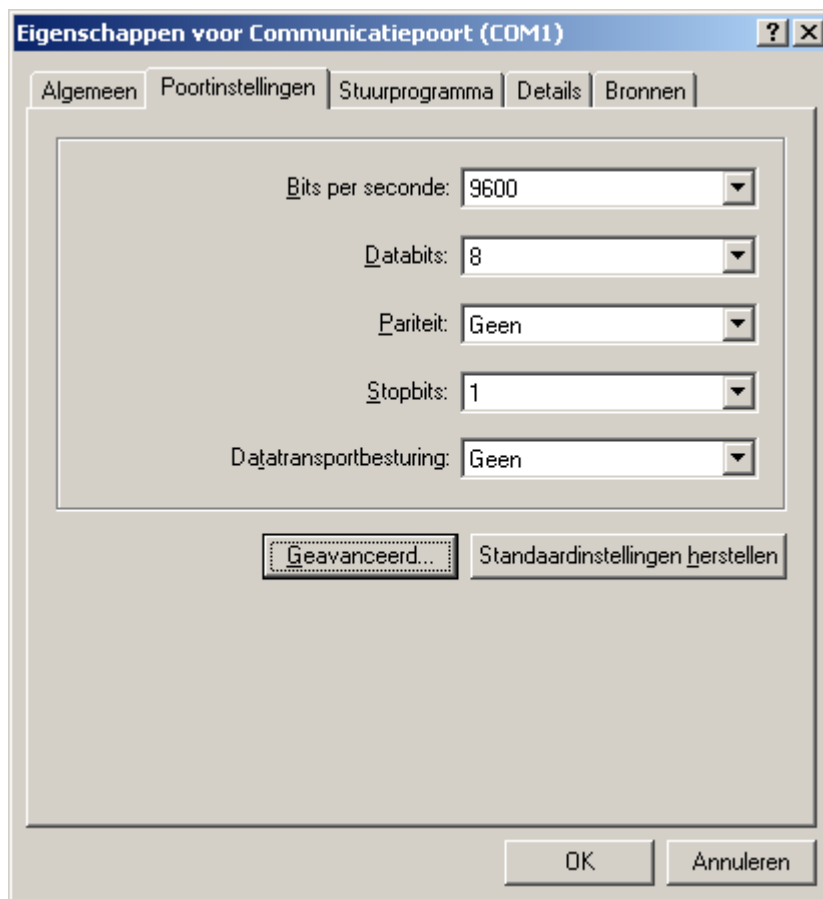 Eigenschappen voor Communicatiepoort (COM1)
Algemeen Poortinstellingen Stuurprogramma Details Bronnen
Bits per seconde: 9600
Databits: 8
Pariteit: Geen
Stopbits: 1
Datatransportbesturing: Geen
Geavanceerd... Standaardinstellingen herstellen
OK Annuleren